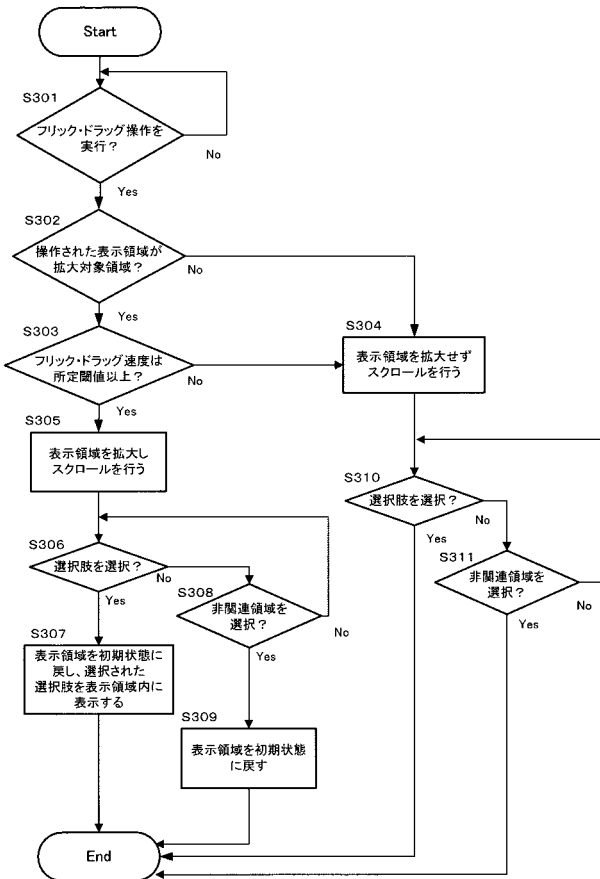 Start
S301
フリック・ドラッグ操作を
実行？
No
Yes
S302
操作された表示領域が
拡大対象領域？
No
Yes
S303
フリック・ドラッグ速度は
所定閾値以上？
No
Yes
S304
表示領域を拡大せず
スクロールを行う
S305
表示領域を拡大し
スクロールを行う
S306
選択肢を選択？
No
Yes
S307
表示領域を初期状態に
戻し、選択された
選択肢を表示領域内に
表示する
S308
非関連領域を
選択？
No
Yes
S309
表示領域を初期状態
に戻す
S310
選択肢を選択？
No
Yes
S311
非関連領域を
選択？
No
Yes
End